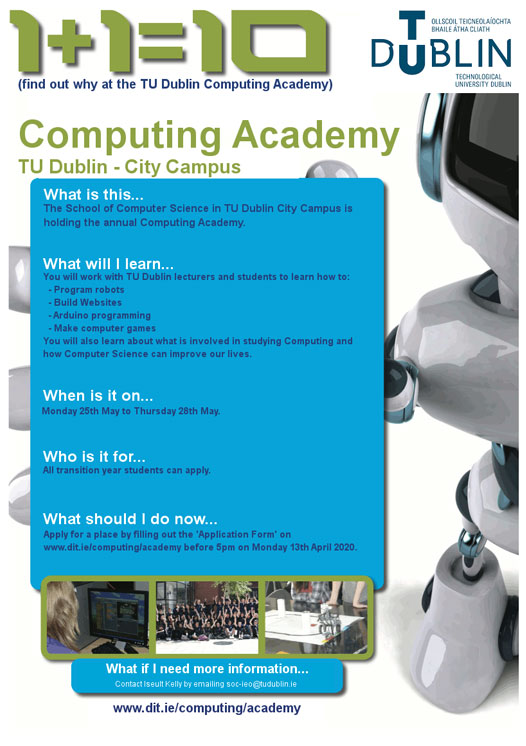 1+1=10
(find out why at the TU Dublin Computing Academy)
OLLSCOIL TEICNEOLAÍOCHTA
BHAILE ÁTHA CLIATH
TU
DUBLIN
TECHNOLOGICAL
UNIVERSITY DUBLIN
Computing Academy
TU Dublin - City Campus
What is this...
The School of Computer Science in TU Dublin City Campus is
holding the annual Computing Academy.
What will I learn...
You will work with TU Dublin lecturers and students to learn how to:
- Program robots
- Build Websites
- Arduino programming
- Make computer games
You will also learn about what is involved in studying Computing and
how Computer Science can improve our lives.
When is it on...
Monday 25th May to Thursday 28th May.
Who is it for...
All transition year students can apply.
What should I do now...
Apply for a place by filling out the 'Application Form' on
www.dit.ie/computing/academy before 5pm on Monday 13th April 2020.
What if I need more information...
Contact Iseult Kelly by emailing soc-ieo@tudublin.ie
www.dit.ie/computing/academy